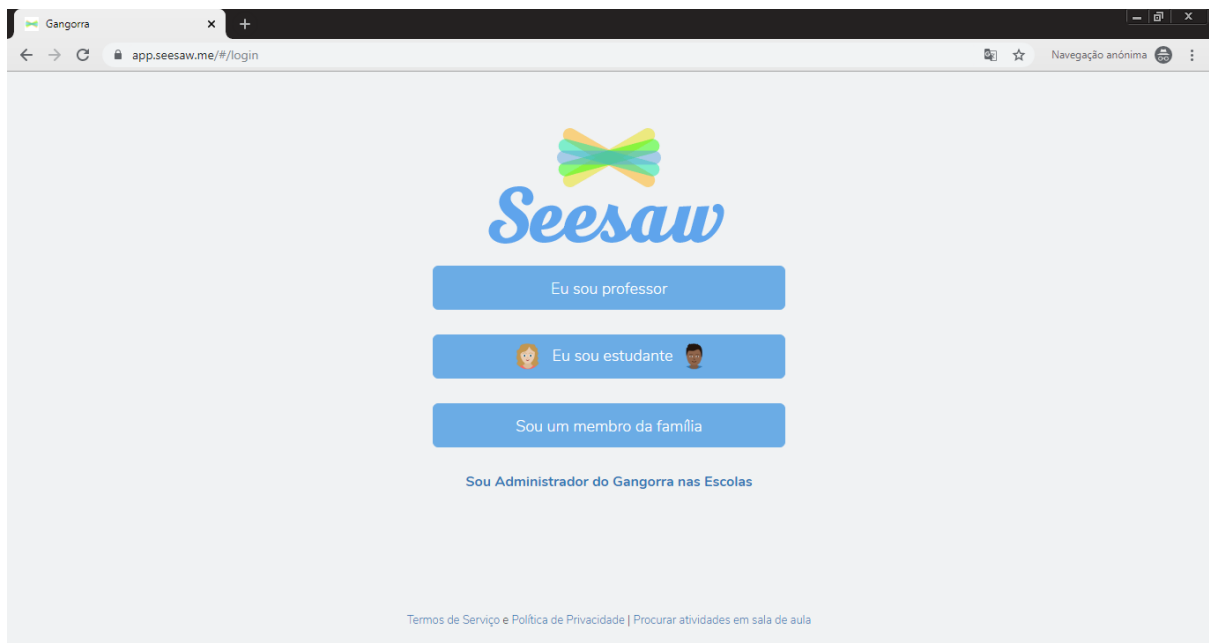 Gangorra
app.seesaw.me/#/login
Navegação anónima
Seesaw
Eu sou professor
Eu sou estudante
Sou um membro da família
Sou Administrador do Gangorra nas Escolas
Termos de Serviço e Política de Privacidade | Procurar atividades em sala de aula